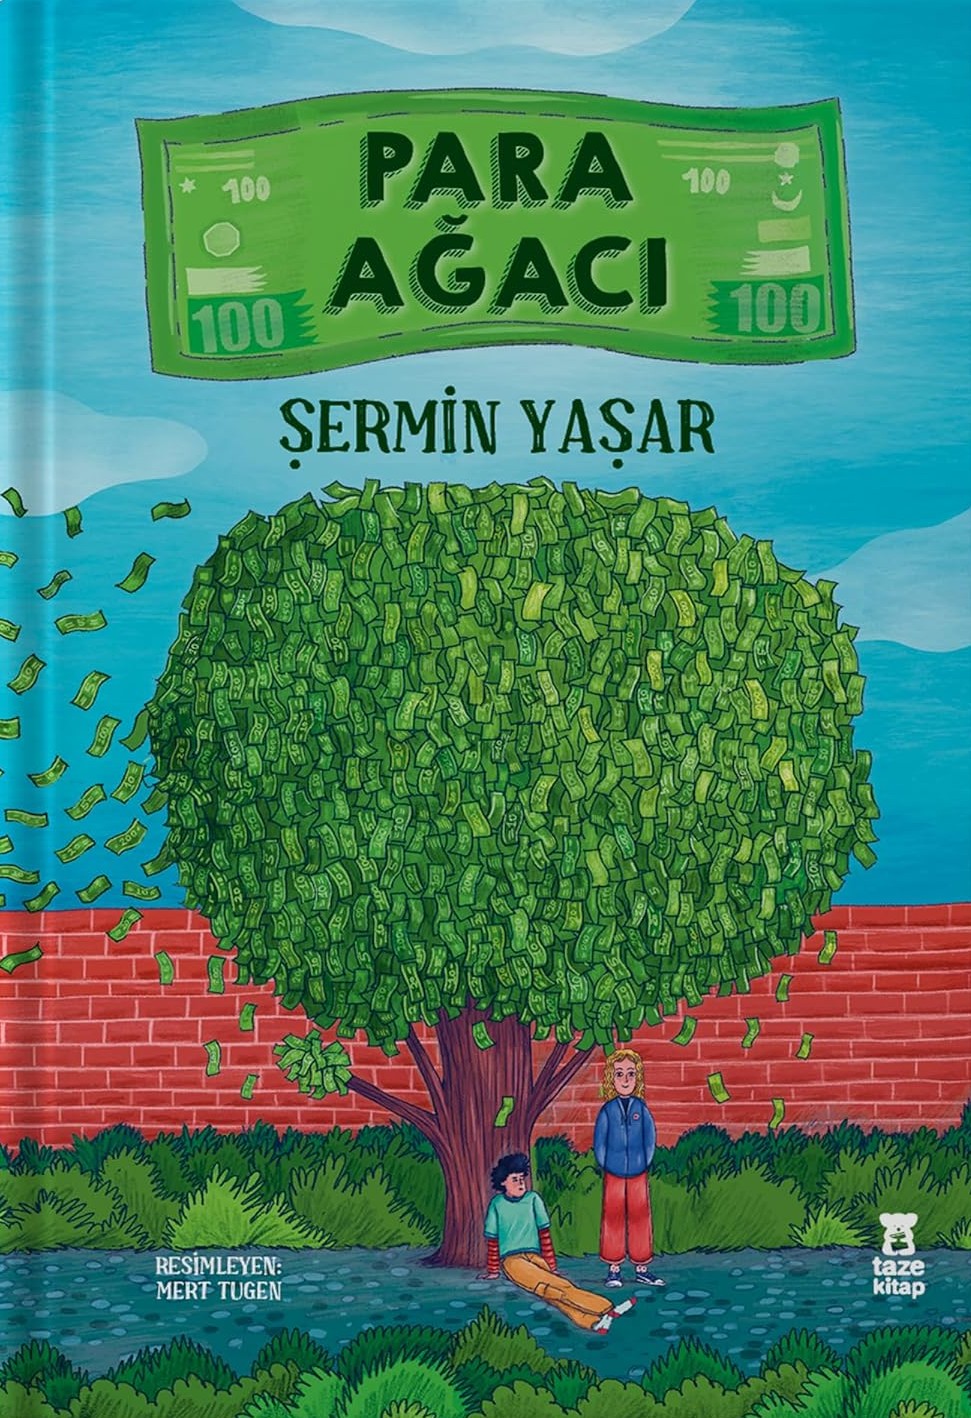 PARA
AĞACI
100
100
100
100
ŞERMİN YAŞAR
RESİMLEYEN:
MERT TUGEN
taze
kitap